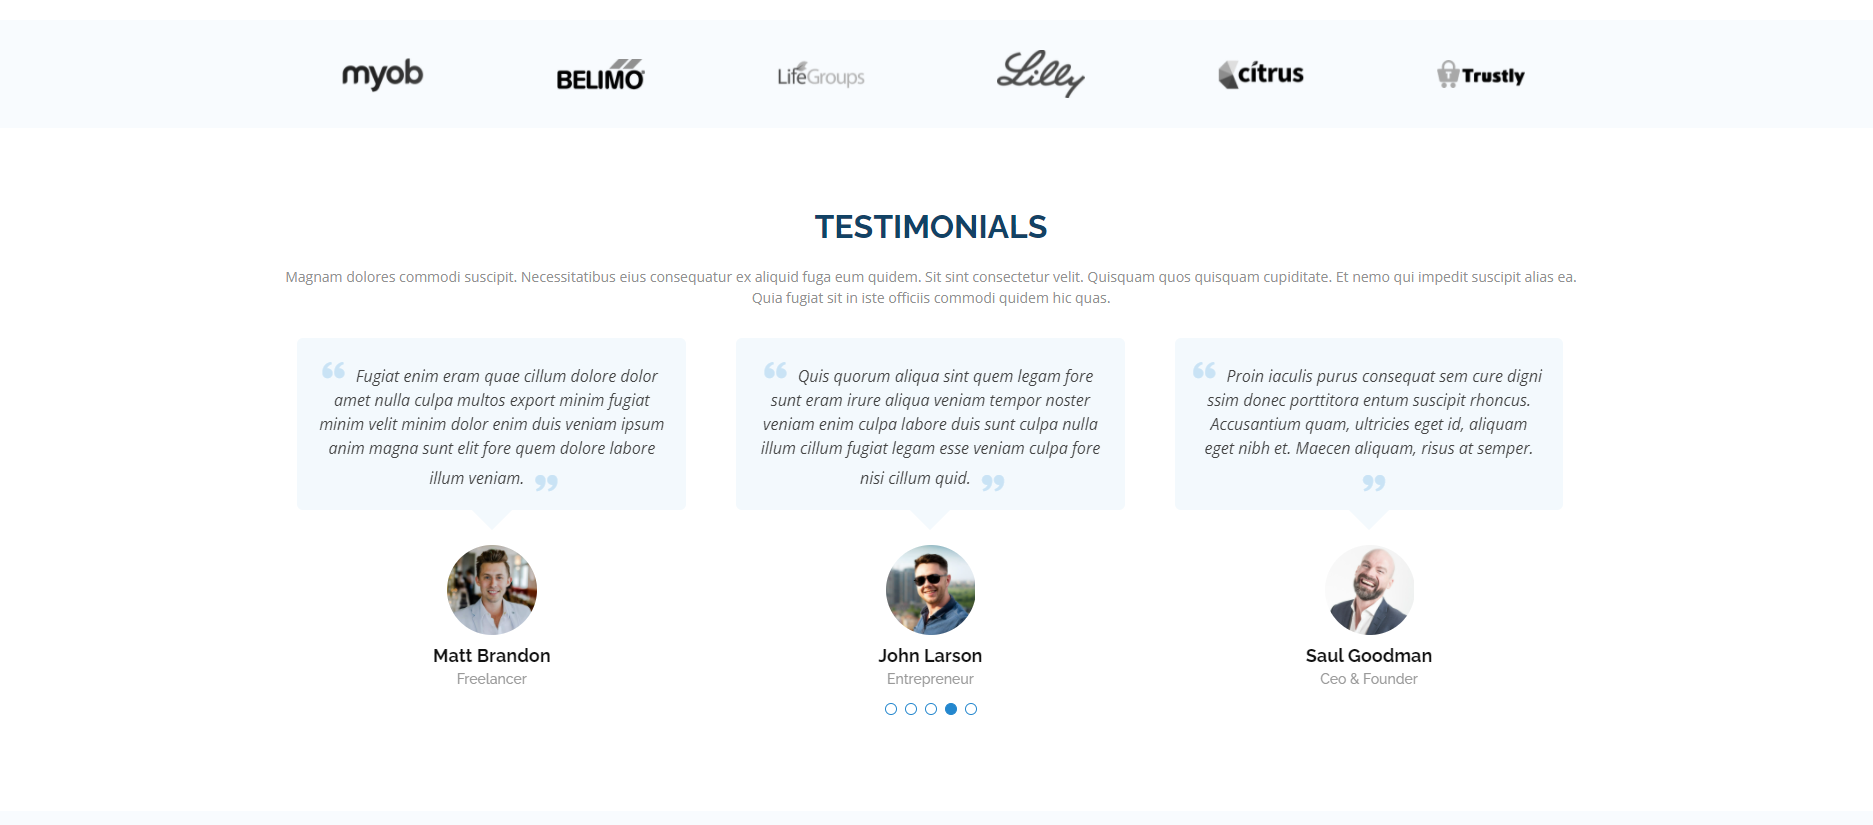 myob
BELIMO
LifeGroups
Lilly
cítrus
T Trustly
TESTIMONIALS
Magnam dolores commodi suscipit. Necessitatibus eius consequatur ex aliquid fuga eum quidem. Sit sint consectetur velit. Quisquam quos quisquam cupiditate. Et nemo qui impedit suscipit alias ea.
Quia fugiat sit in iste officiis commodi quidem hic quas.
“ Fugiat enim eram quae cillum dolore dolor
amet nulla culpa multos export minim fugiat
minim velit minim dolor enim duis veniam ipsum
anim magna sunt elit fore quem dolore labore
illum veniam. ”
Matt Brandon
Freelancer
“ Quis quorum aliqua sint quem legam fore
sunt eram irure aliqua veniam tempor noster
veniam enim culpa labore duis sunt culpa nulla
illum cillum fugiat legam esse veniam culpa fore
nisi cillum quid. ”
John Larson
Entrepreneur
“ Proin iaculis purus consequat sem cure digni
ssim donec porttitora entum suscipit rhoncus.
Accusantium quam, ultricies eget id, aliquam
eget nibh et. Maecen aliquam, risus at semper.
”
Saul Goodman
Ceo & Founder